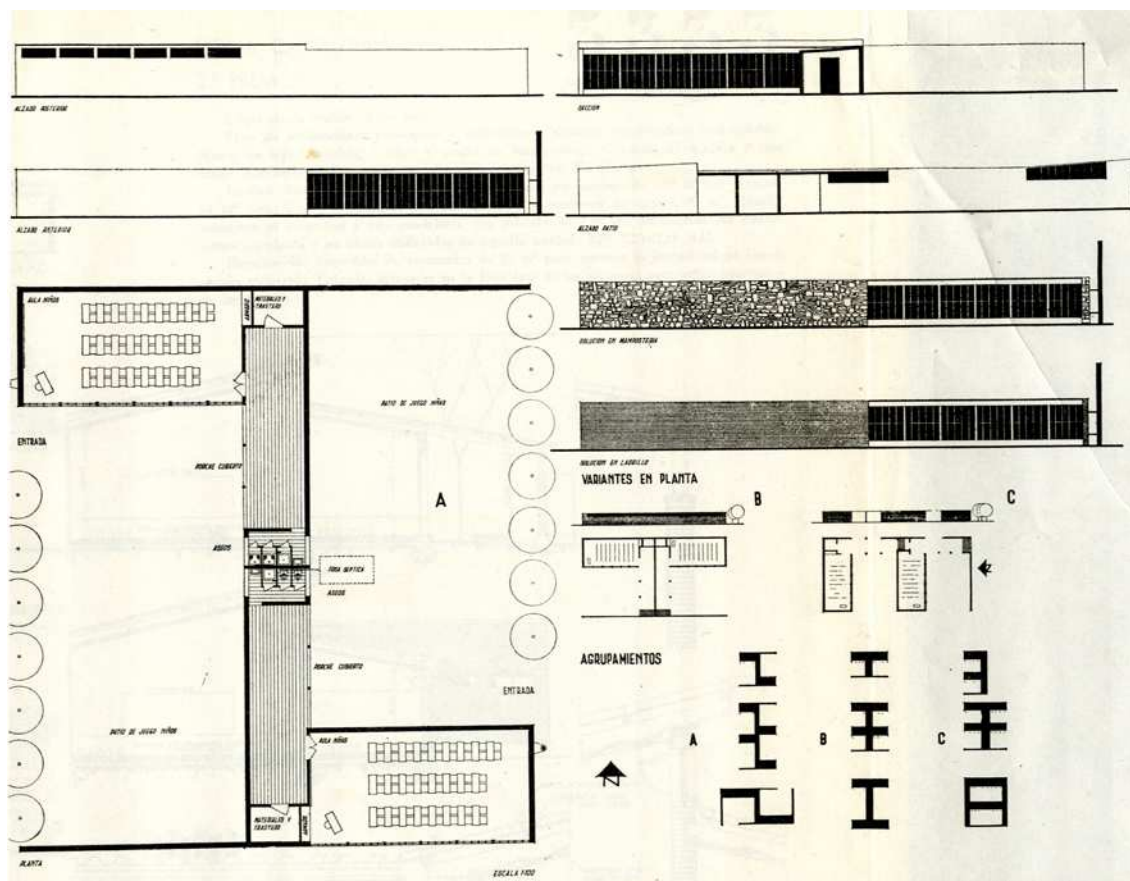 ALZADO POSTERIOR
SECCION
ALZADO ANTERIOR
ALZADO PATIO
AULA NIÑOS
ARMARIO
MATERIALES Y
TRASTERO
SOLUCION EN MAMPOSTERIA
PATIO DE JUEGO NIÑAS
ENTRADA
SOLUCION EN LADRILLO
PORCHE CUBIERTO
VARIANTES EN PLANTA
A
B
C
ASEOS
FOSA SEPTICA
ASEOS
N
PORCHE CUBIERTO
AGRUPAMIENTOS
ENTRADA
PATIO DE JUEGO NIÑOS
AULA NIÑAS
A
B
C
N
MATERIALES Y
TRASTERO
ARMARIO
PLANTA
ESCALA 1:100